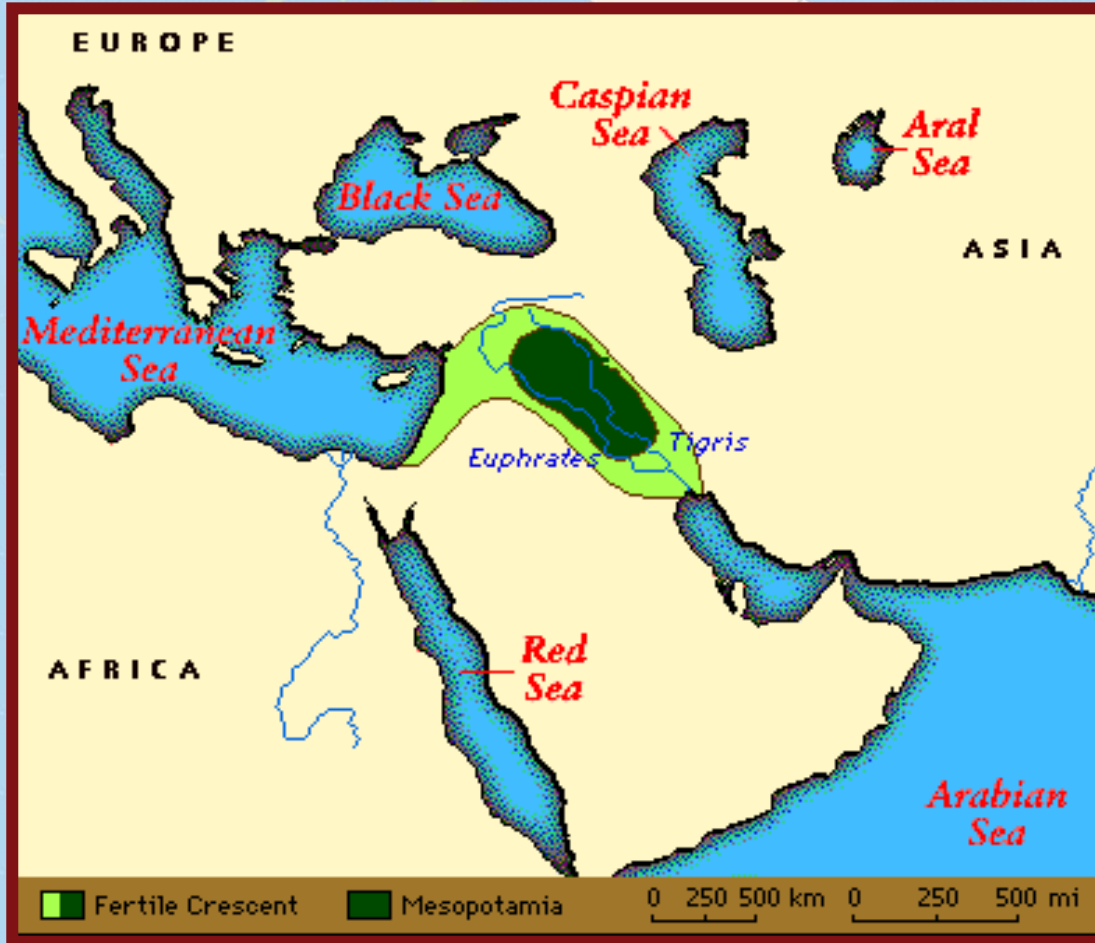 EUROPE
Caspian
Sea
Aral
Sea
Black Sea
ASIA
Mediterranean
Sea
Tigris
Euphrates
AFRICA
Red
Sea
Arabian
Sea
Fertile Crescent
Mesopotamia
0 250 500 km
0 250 500 mi